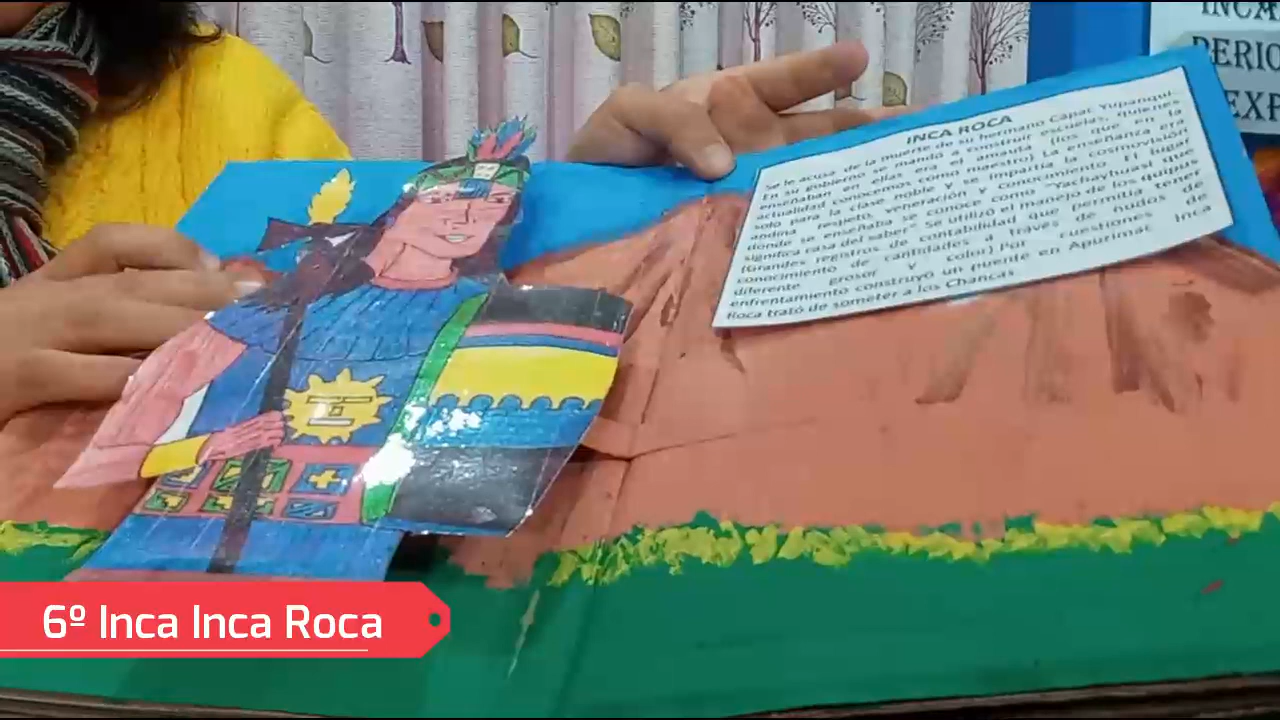 INCA
PERIO
EXP
INCA ROCA
Se le acusa de la muerte de su hermano Cápac Yupanqui.
En su gobierno se mandó a construir escuelas, quienes
enseñaban en ellas era el amauta (lo que en la
actualidad conocemos como maestro) La enseñanza era
solo para la clase noble y se impartía la cosmovisión
andina respeto, veneración y conocimiento. El lugar
donde se enseñaba se conoce como "Yachayhuasi que
significa casa del saber". Se utilizó el manejo de los quipus
(Grandes registros de contabilidad que permitía tener
conocimiento de cantidades a través de nudos de
diferente grosor y color) Por cuestiones de
enfrentamiento construyó un puente en Apurímac Inca
Roca trató de someter a los Chancas
6º Inca Inca Roca